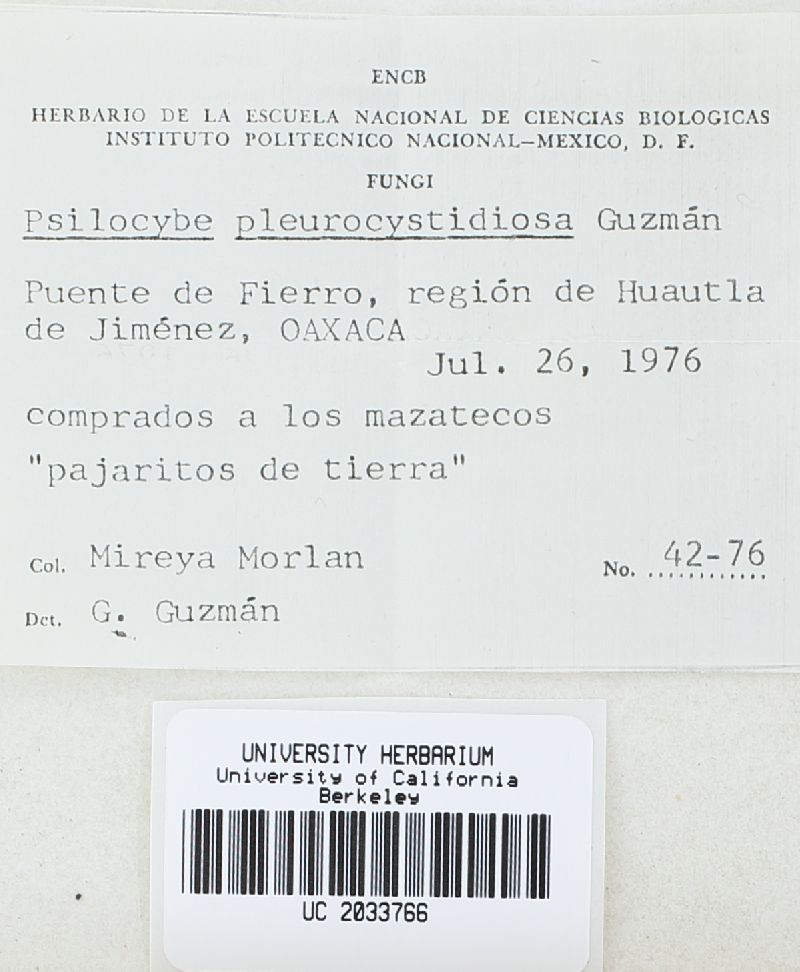 ENCB
HERBARIO DE LA ESCUELA NACIONAL DE CIENCIAS BIOLOGICAS
INSTITUTO POLITECNICO NACIONAL—MEXICO, D. F.
FUNGI
Psilocybe pleurocystidiosa Guzmán
Puente de Fierro, región de Huautla
de Jiménez, OAXACA
Jul. 26, 1976
comprados a los mazatecos
"pajaritos de tierra"
Col. Mireya Morlan
No. 42-76
Det. G. Guzmán
UNIVERSITY HERBARIUM
University of California
Berkeley
UC 2033766